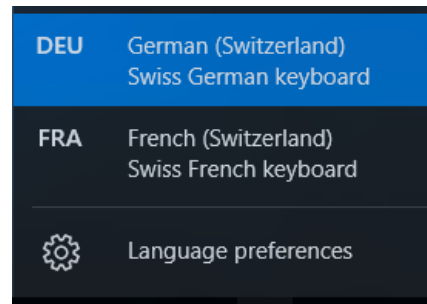 DEU German (Switzerland)
Swiss German keyboard
FRA French (Switzerland)
Swiss French keyboard
Language preferences